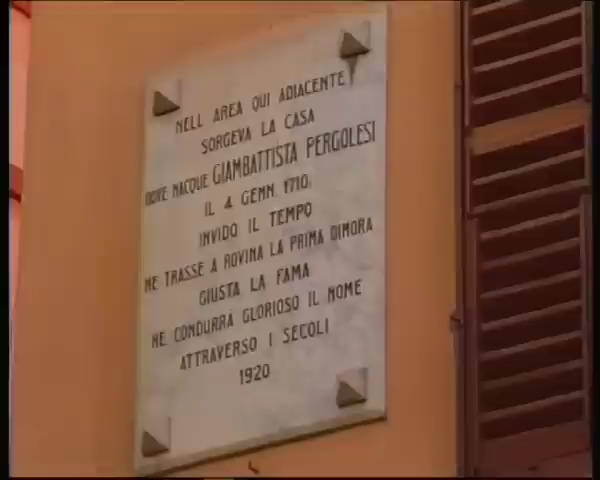 NELL AREA QUI ADIACENTE
SORGEVA LA CASA
DOVE NACQUE GIAMBATTISTA PERGOLESI
IL 4 GENN. 1710.
INVIDO IL TEMPO
NE TRASSE A ROVINA LA PRIMA DIMORA
GIUSTA LA FAMA
NE CONDURRÀ GLORIOSO IL NOME
ATTRAVERSO I SECOLI
1920